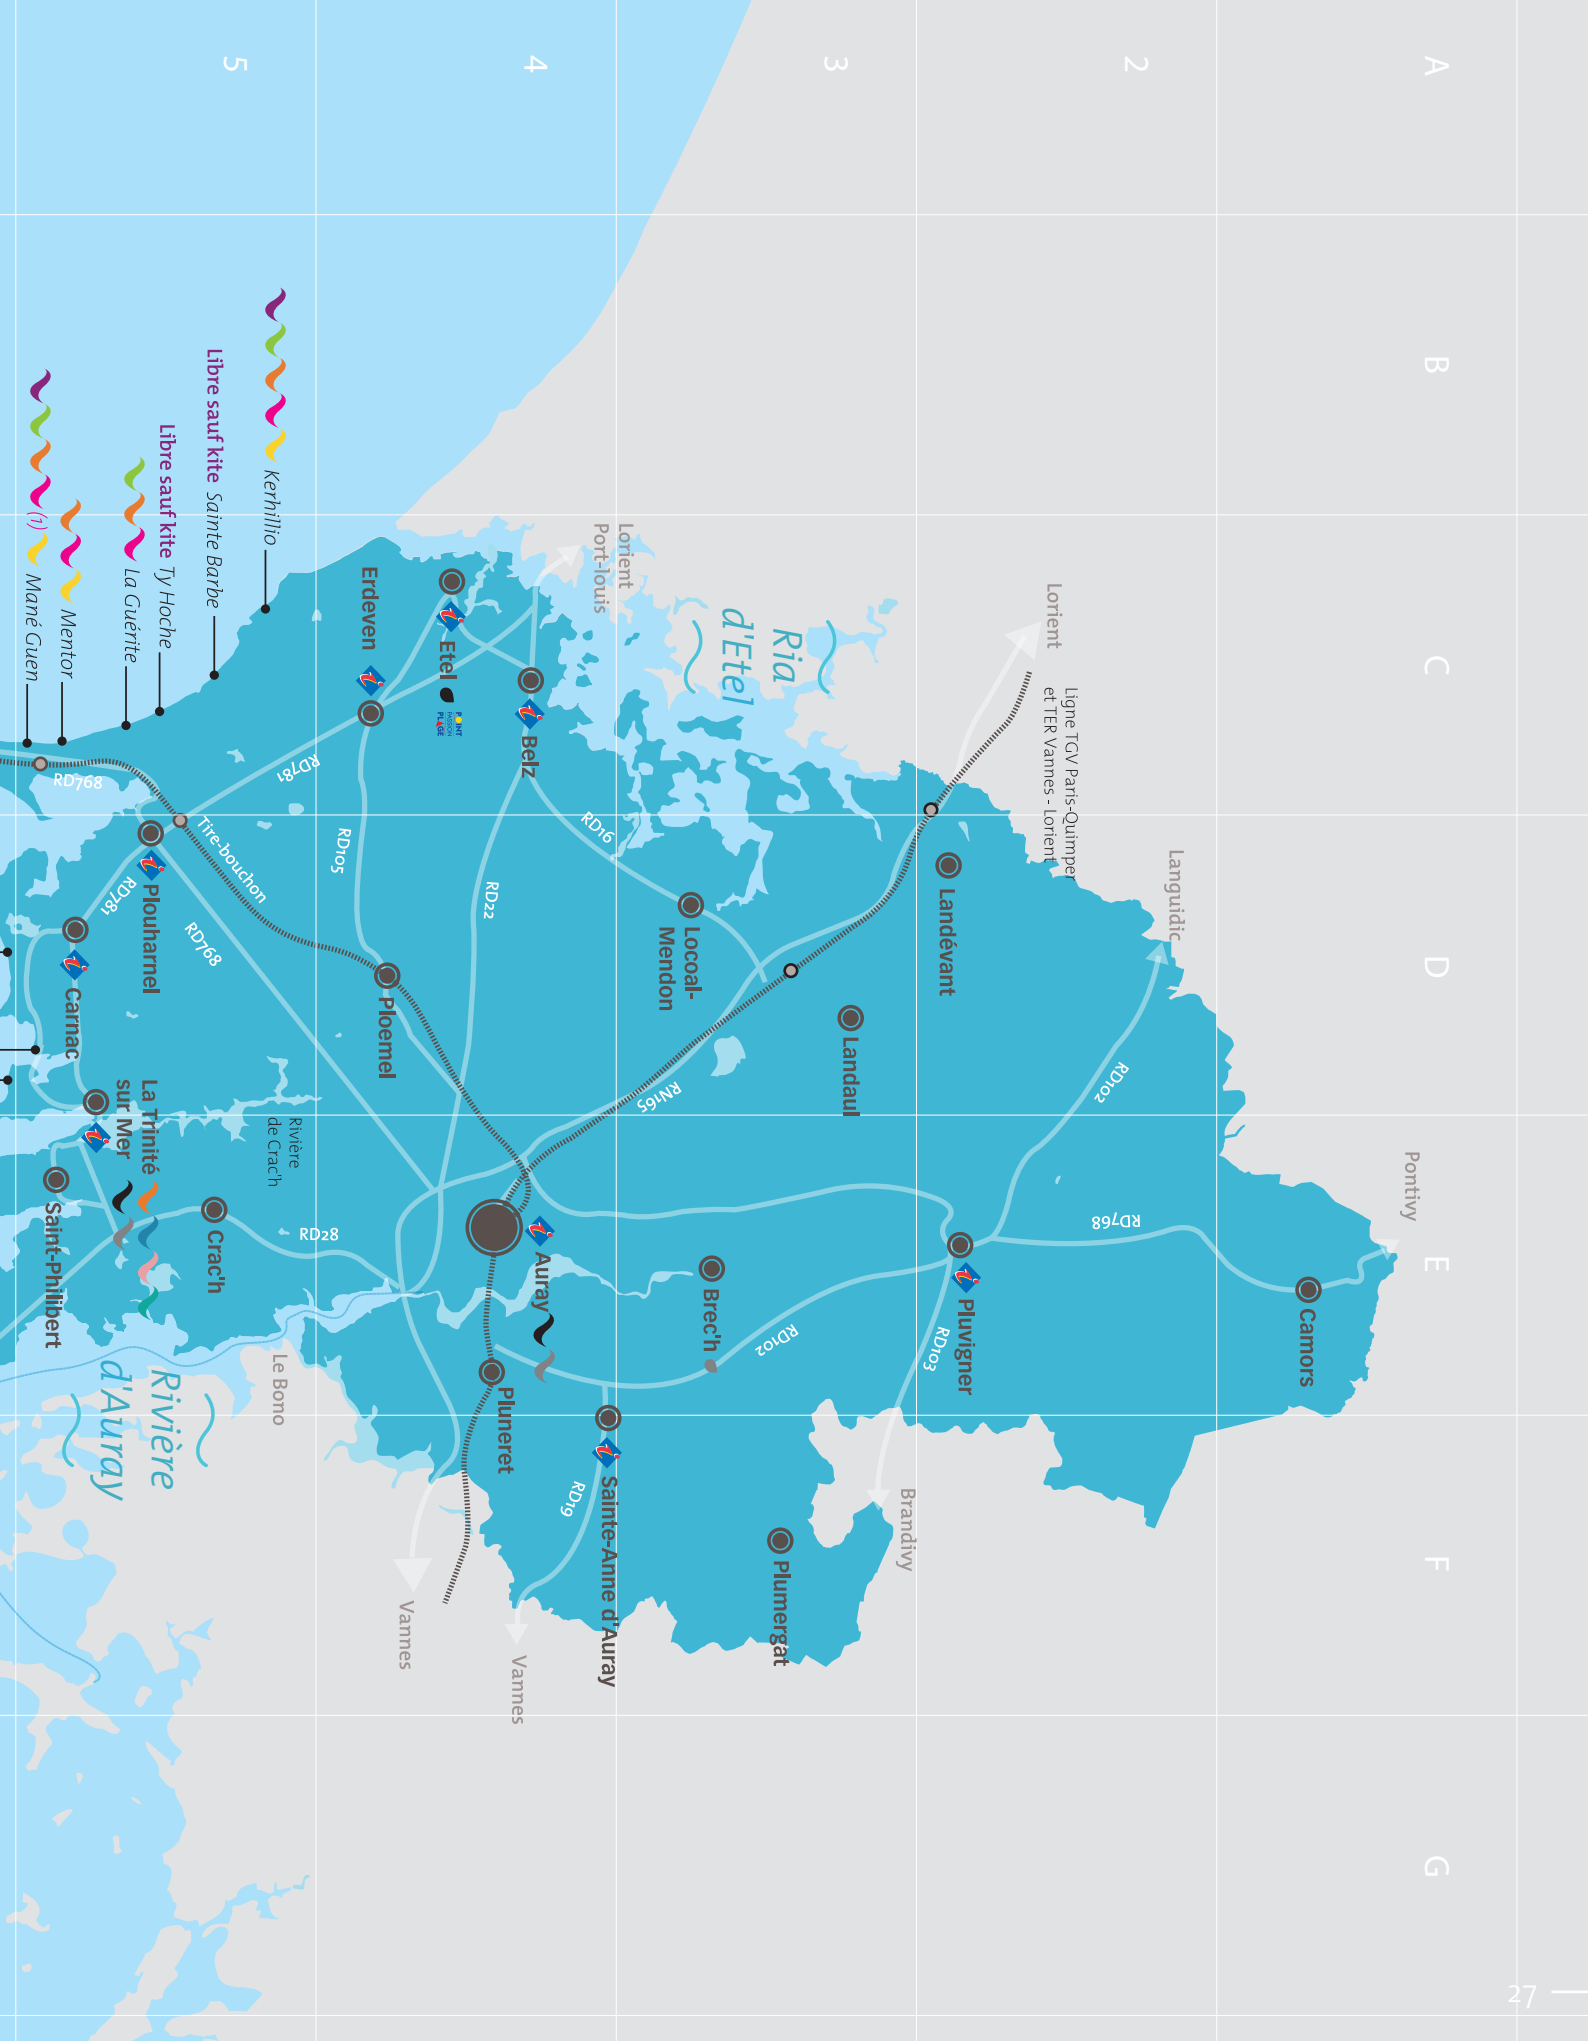 A
B
C
D
E
F
G
2
3
4
5
Pontivy
Camors
Languidic
RD768
RD102
Lorient
Ligne TGV Paris-Quimper
et TER Vannes - Lorient
Landévant
Pluvigner
RD103
Brandivy
Landaul
Plumergat
Ria
d'Etel
Locoal-
Mendon
RN165
Brec'h
RD102
Lorient
Port-louis
RD16
Belz
Sainte-Anne d'Auray
RD19
Vannes
Auray
Pluneret
RD22
Etel
POINT
PASSION
PLAGE
Erdeven
Ploemel
Vannes
RD105
RD781
RD28
Kerhillio
Tire-bouchon
Rivière
de Crac'h
Le Bono
Libre sauf kite Sainte Barbe
RD768
Crac'h
Libre sauf kite Ty Hoche
Plouharnel
La Trinité
sur Mer
Rivière
d'Auray
La Guérite
RD781
Mentor
RD768
Carnac
Saint-Philibert
(1)
Mané Guen
27